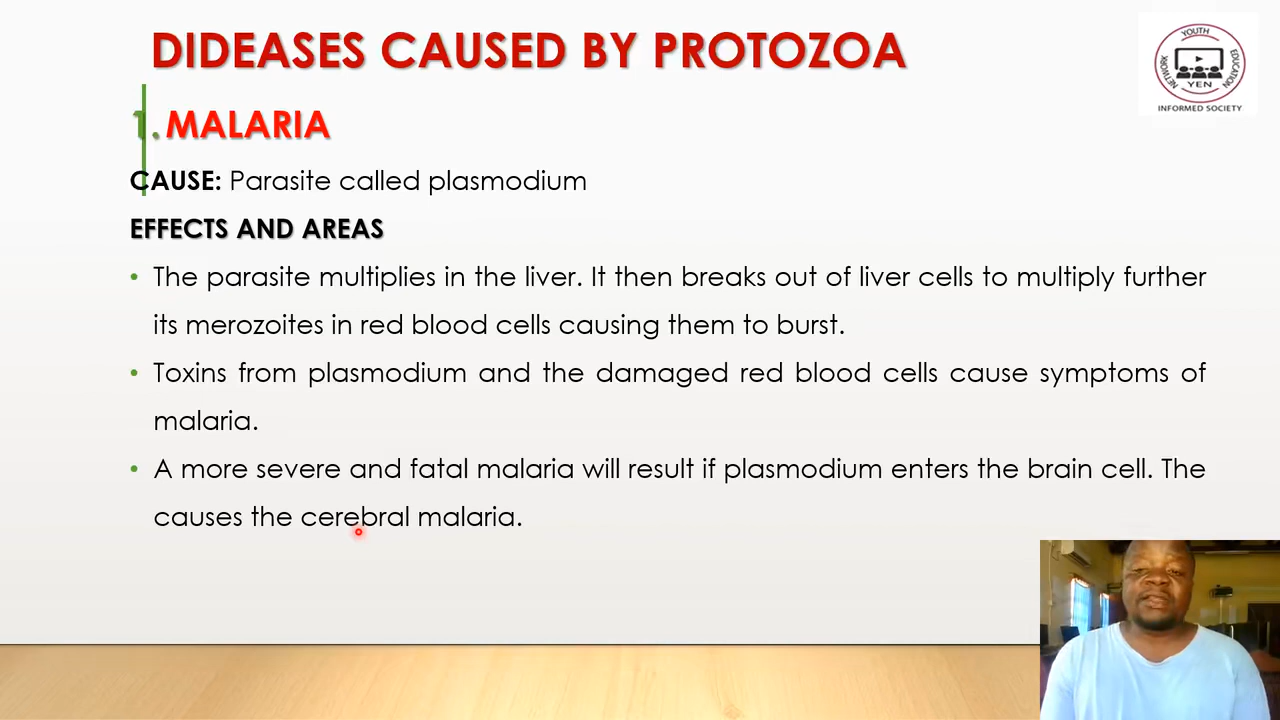 DIDEASES CAUSED BY PROTOZOA
YOUTH
EDUCATION
NETWORK
YEN
INFORMED SOCIETY
1. MALARIA
CAUSE: Parasite called plasmodium
EFFECTS AND AREAS
• The parasite multiplies in the liver. It then breaks out of liver cells to multiply further
its merozoites in red blood cells causing them to burst.
• Toxins from plasmodium and the damaged red blood cells cause symptoms of
malaria.
• A more severe and fatal malaria will result if plasmodium enters the brain cell. The
causes the cerebral malaria.